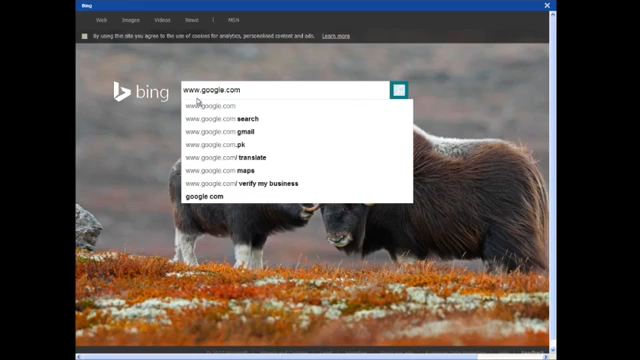 Bing
Web Images Videos News | MSN
By using this site you agree to the use of cookies for analytics, personalised content and ads. Learn more
bing
www.google.com
www.google.com
www.google.com search
www.google.com gmail
www.google.com.pk
www.google.com/ translate
www.google.com maps
www.google.com/ verify my business
google com